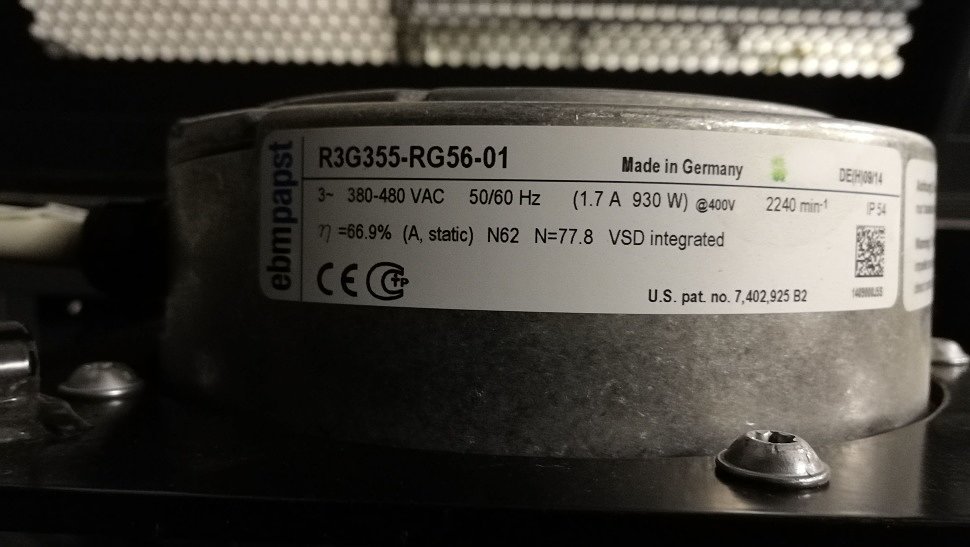 ebmpapst
R3G355-RG56-01 Made in Germany DE(H)09/14
3~ 380-480 VAC 50/60 Hz (1.7 A 930 W) @400V 2240 min-1 IP 54
η =66.9% (A, static) N62 N=77.8 VSD integrated
CE
U.S. pat. no. 7,402,925 B2